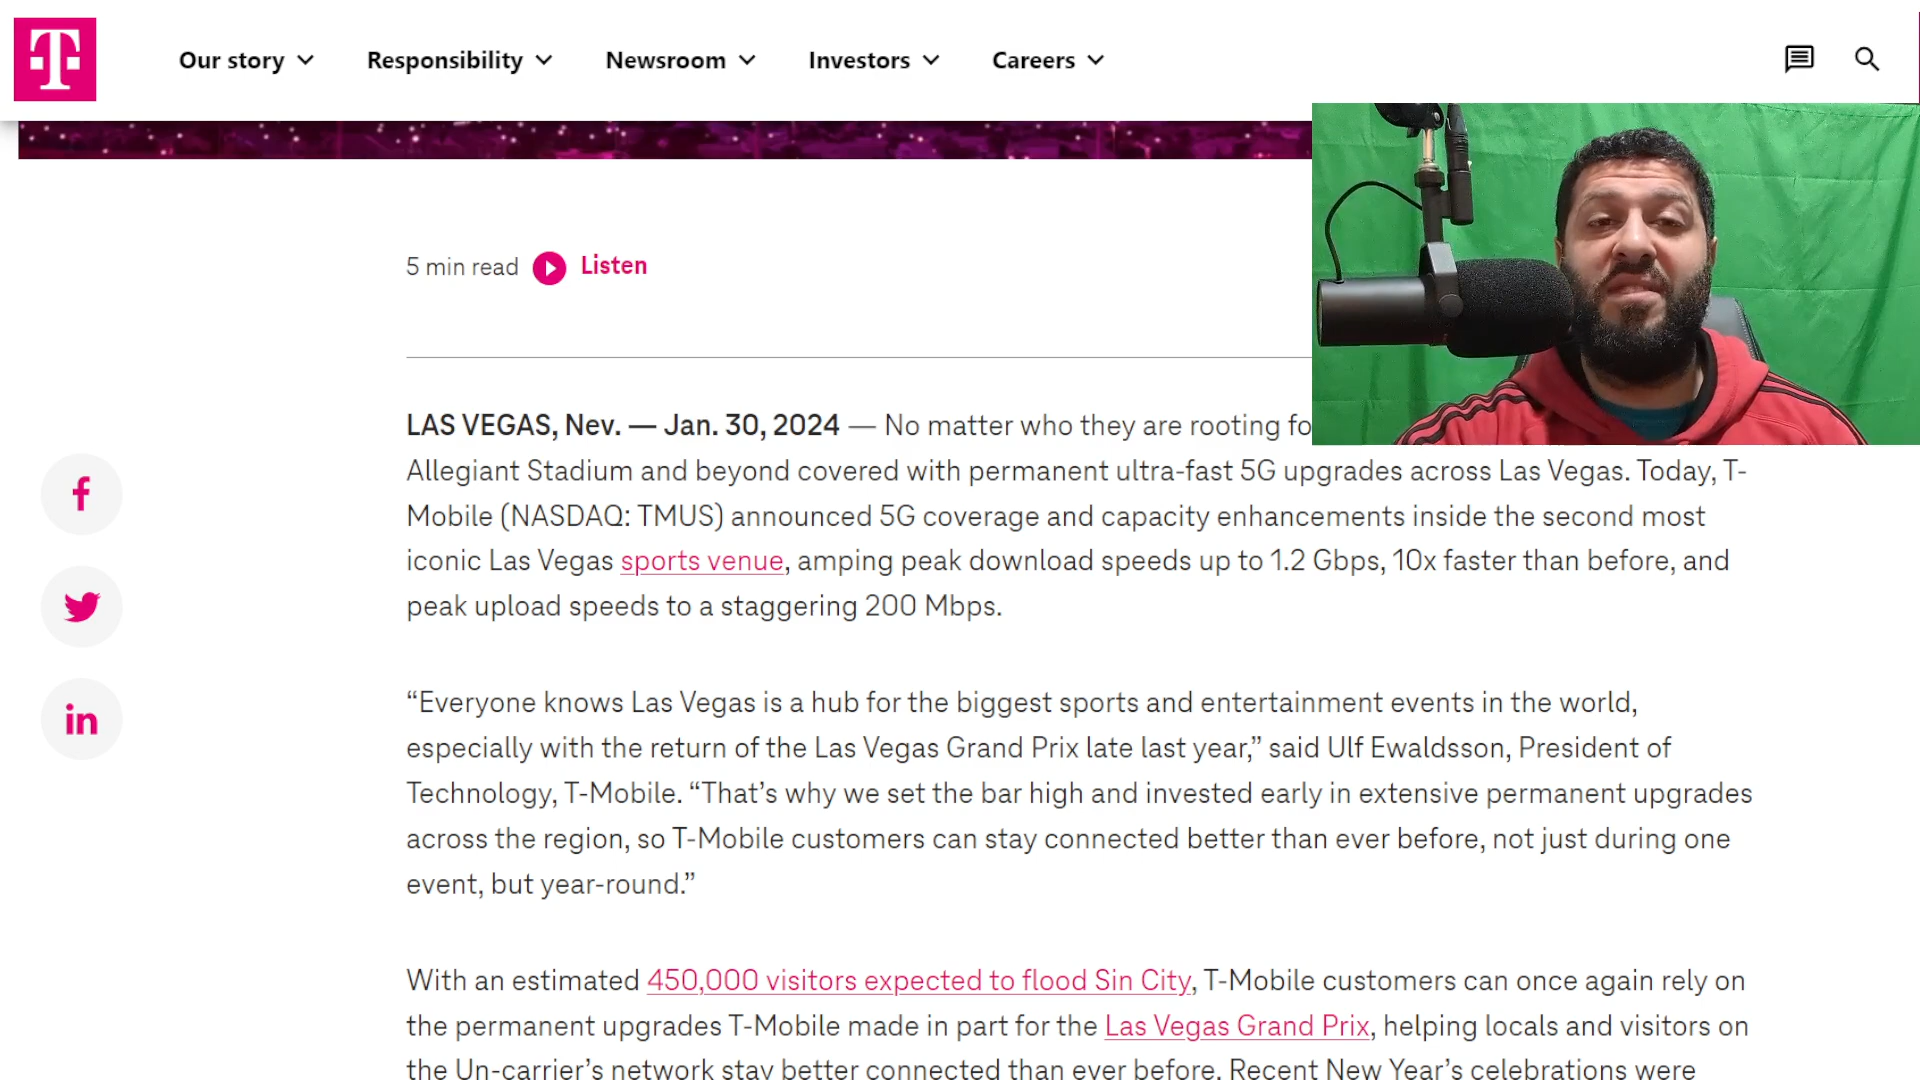 T
Our story
Responsibility
Newsroom
Investors
Careers
5 min read
Listen
LAS VEGAS, Nev. — Jan. 30, 2024 — No matter who they are rooting fo
Allegiant Stadium and beyond covered with permanent ultra-fast 5G upgrades across Las Vegas. Today, T-
Mobile (NASDAQ: TMUS) announced 5G coverage and capacity enhancements inside the second most
iconic Las Vegas sports venue, amping peak download speeds up to 1.2 Gbps, 10x faster than before, and
peak upload speeds to a staggering 200 Mbps.
“Everyone knows Las Vegas is a hub for the biggest sports and entertainment events in the world,
especially with the return of the Las Vegas Grand Prix late last year,” said Ulf Ewaldsson, President of
Technology, T-Mobile. “That’s why we set the bar high and invested early in extensive permanent upgrades
across the region, so T-Mobile customers can stay connected better than ever before, not just during one
event, but year-round.”
With an estimated 450,000 visitors expected to flood Sin City, T-Mobile customers can once again rely on
the permanent upgrades T-Mobile made in part for the Las Vegas Grand Prix, helping locals and visitors on
the Un-carrier’s network stay better connected than ever before. Recent New Year’s celebrations were
f
in